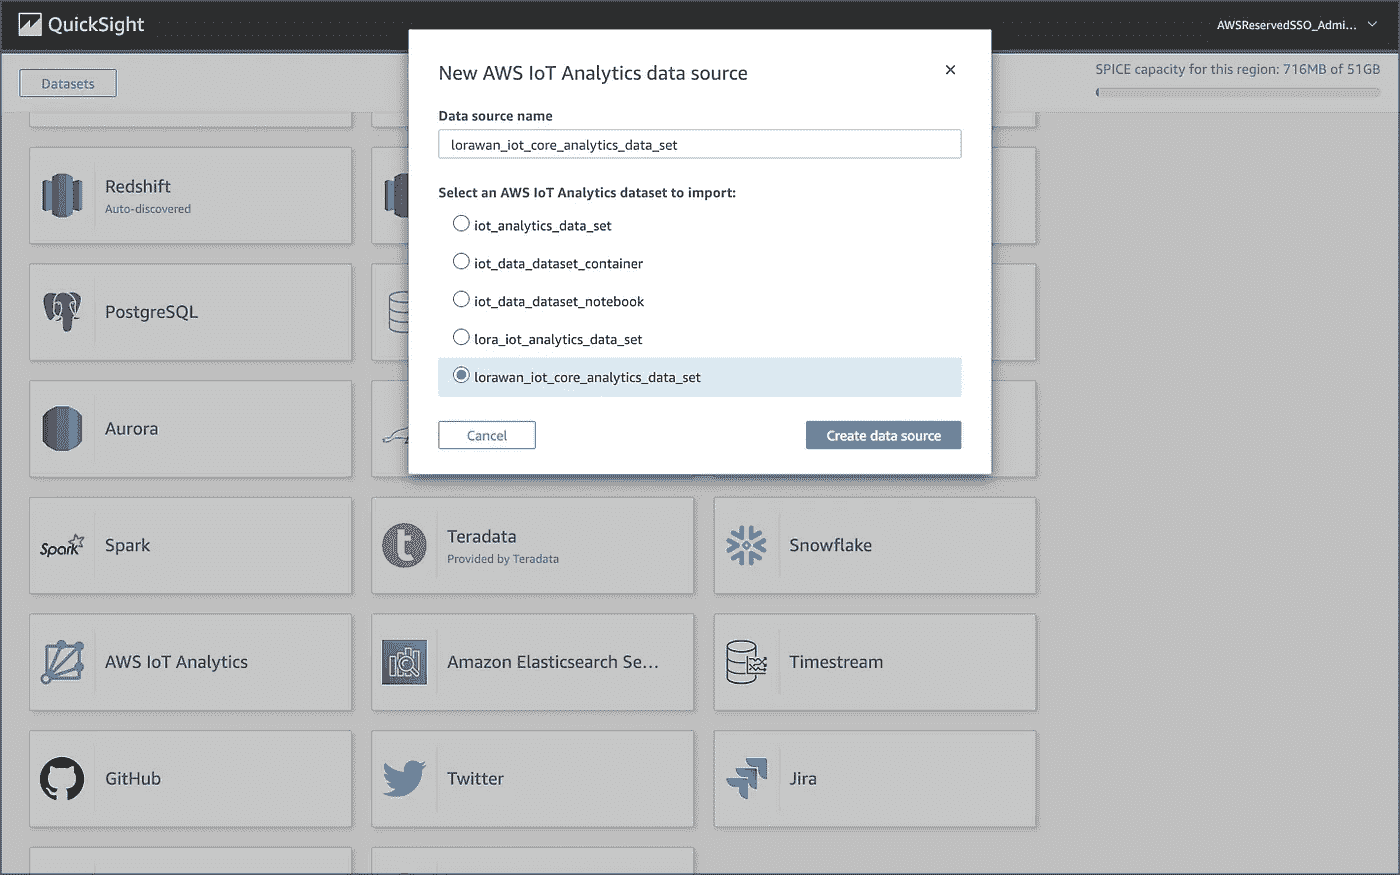 QuickSight
AWSReservedSSO_Admi...
Datasets
SPICE capacity for this region: 716MB of 51GB
New AWS IoT Analytics data source
Data source name
lorawan_iot_core_analytics_data_set
Select an AWS IoT Analytics dataset to import:
iot_analytics_data_set
iot_data_dataset_container
iot_data_dataset_notebook
lora_iot_analytics_data_set
lorawan_iot_core_analytics_data_set
Cancel
Create data source
Redshift
Auto-discovered
PostgreSQL
Aurora
Spark
Spark
Teradata
Provided by Teradata
Snowflake
AWS IoT Analytics
Amazon Elasticsearch Se...
Timestream
GitHub
Twitter
Jira